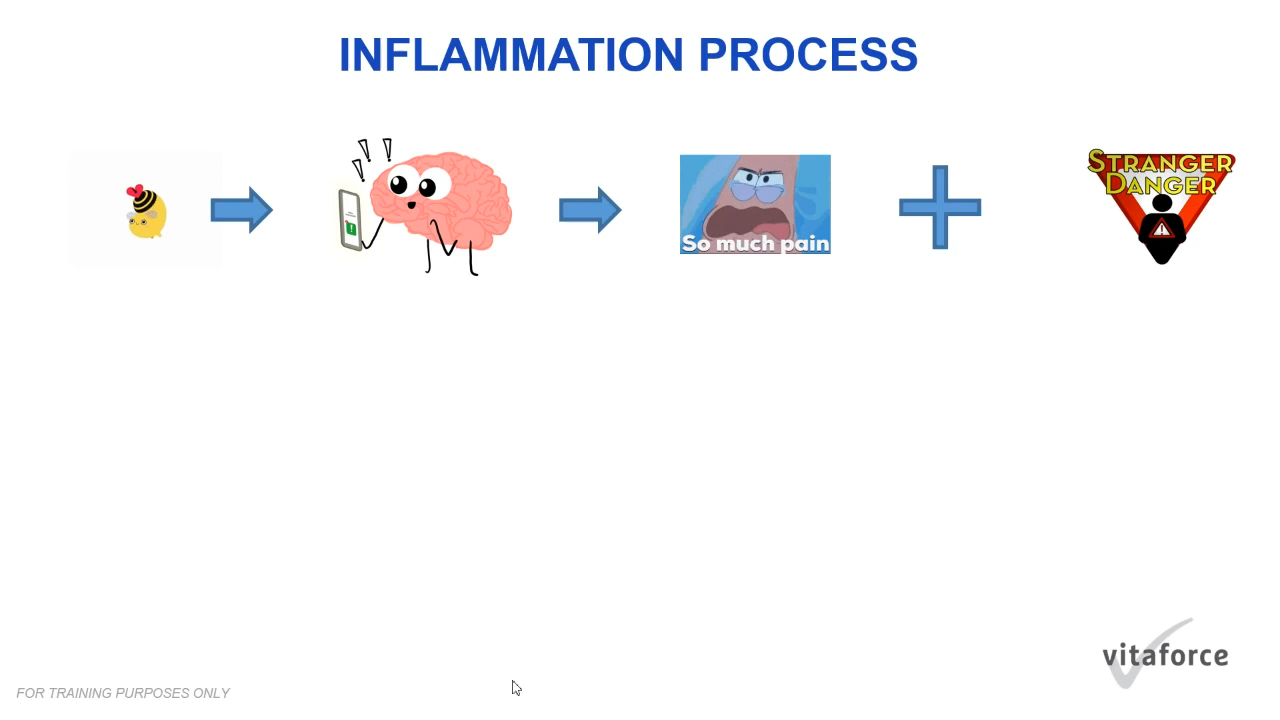 INFLAMMATION PROCESS
So much pain
STRANGER
DANGER
vitaforce
FOR TRAINING PURPOSES ONLY